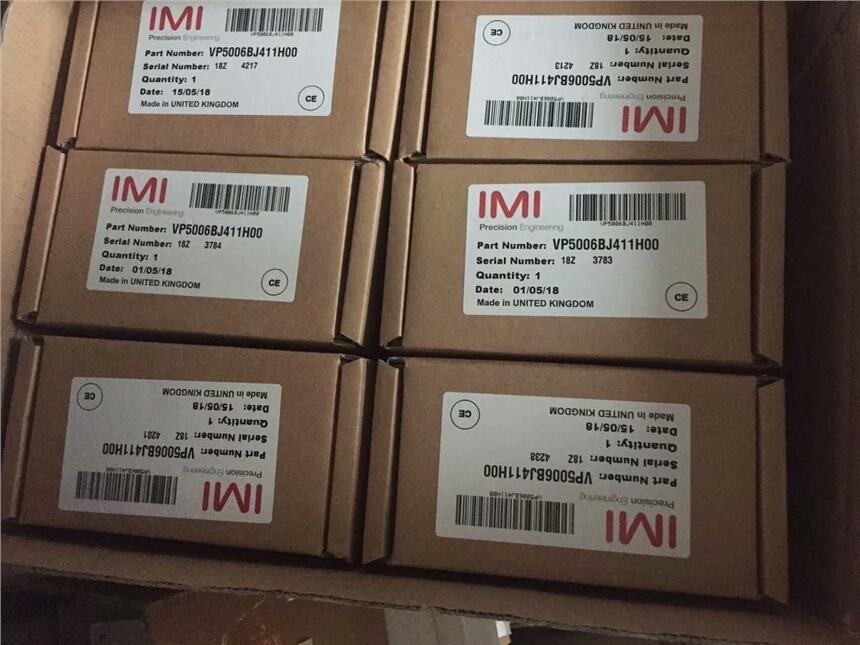 IMI
Precision Engineering
VP5006BJ411H00
Part Number: VP5006BJ411H00
Serial Number: 18Z 4217
Quantity: 1
Date: 15/05/18
Made in UNITED KINGDOM
CE
IMI
Precision Engineering
VP5006BJ411H00
Part Number: VP5006BJ411H00
Serial Number: 18Z 4213
Quantity: 1
Date: 15/05/18
Made in UNITED KINGDOM
CE
IMI
Precision Engineering
VP5006BJ411H00
Part Number: VP5006BJ411H00
Serial Number: 18Z 3784
Quantity: 1
Date: 01/05/18
Made in UNITED KINGDOM
CE
IMI
Precision Engineering
VP5006BJ411H00
Part Number: VP5006BJ411H00
Serial Number: 18Z 3783
Quantity: 1
Date: 01/05/18
Made in UNITED KINGDOM
CE
IMI
Precision Engineering
VP5006BJ411H00
Part Number: VP5006BJ411H00
Serial Number: 18Z 4201
Quantity: 1
Date: 15/05/18
Made in UNITED KINGDOM
CE
IMI
Precision Engineering
VP5006BJ411H00
Part Number: VP5006BJ411H00
Serial Number: 18Z 4238
Quantity: 1
Date: 15/05/18
Made in UNITED KINGDOM
CE